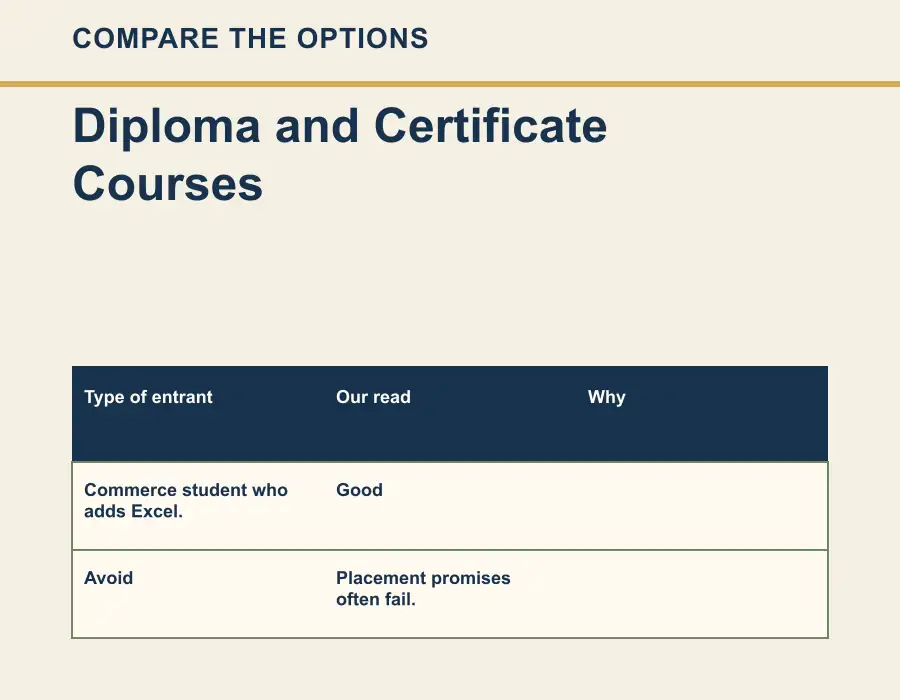 COMPARE THE OPTIONS
Diploma and Certificate
Courses
Type of entrant Our read Why
Commerce student who Good
adds Excel.
Avoid Placement promises
often fail.